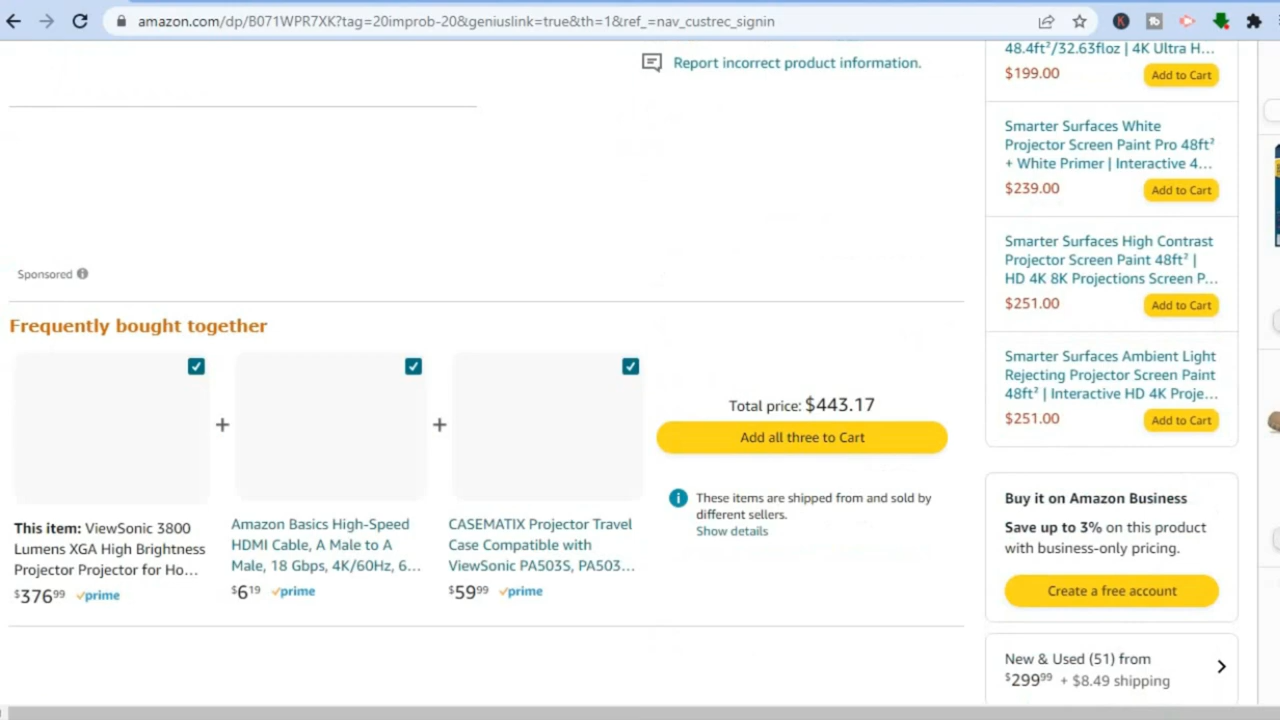 amazon.com/dp/B071WPR7XK?tag=20improb-20&geniuslink=true&th=1&ref_=nav_custrec_signin
Report incorrect product information.
Sponsored
Frequently bought together
+
+
Total price: $443.17
Add all three to Cart
These items are shipped from and sold by
different sellers.
Show details
This item: ViewSonic 3800
Lumens XGA High Brightness
Projector Projector for Ho...
$376⁹⁹ prime
Amazon Basics High-Speed
HDMI Cable, A Male to A
Male, 18 Gbps, 4K/60Hz, 6...
$6¹⁹ prime
CASEMATIX Projector Travel
Case Compatible with
ViewSonic PA503S, PA503...
$59⁹⁹ prime
48.4ft²/32.63floz | 4K Ultra H...
$199.00
Add to Cart
Smarter Surfaces White
Projector Screen Paint Pro 48ft²
+ White Primer | Interactive 4...
$239.00
Add to Cart
Smarter Surfaces High Contrast
Projector Screen Paint 48ft² |
HD 4K 8K Projections Screen P...
$251.00
Add to Cart
Smarter Surfaces Ambient Light
Rejecting Projector Screen Paint
48ft² | Interactive HD 4K Proje...
$251.00
Add to Cart
Buy it on Amazon Business
Save up to 3% on this product
with business-only pricing.
Create a free account
New & Used (51) from
$299⁹⁹ + $8.49 shipping